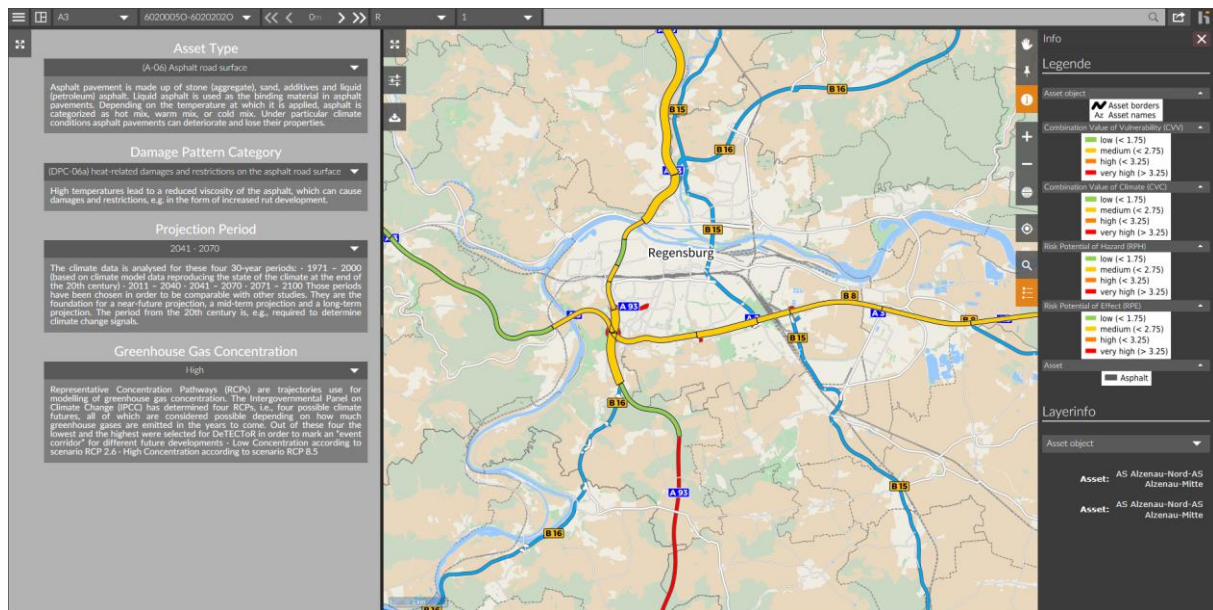 A3
6020005O-6020202O
0m
R
1
Asset Type
(A-06) Asphalt road surface
Asphalt pavement is made up of stone (aggregate), sand, additives and liquid
(petroleum) asphalt. Liquid asphalt is used as the binding material in asphalt
pavements. Depending on the temperature at which it is applied, asphalt is
categorized as hot mix, warm mix, or cold mix. Under particular climate
conditions asphalt pavements can deteriorate and lose their properties.
Damage Pattern Category
(DPC-06a) heat-related damages and restrictions on the asphalt road surface
High temperatures lead to a reduced viscosity of the asphalt, which can cause
damages and restrictions, e.g. in the form of increased rut development.
Projection Period
2041 - 2070
The climate data is analysed for these four 30-year periods: - 1971 – 2000
(based on climate model data reproducing the state of the climate at the end of
the 20th century) - 2011 – 2040 - 2041 – 2070 - 2071 – 2100 Those periods
have been chosen in order to be comparable with other studies. They are the
foundation for a near-future projection, a mid-term projection and a long-term
projection. The period from the 20th century is, e.g., required to determine
climate change signals.
Greenhouse Gas Concentration
High
Representative Concentration Pathways (RCPs) are trajectories use for
modelling of greenhouse gas concentration. The Intergovernmental Panel on
Climate Change (IPCC) has determined four RCPs, i.e., four possible climate
futures, all of which are considered possible depending on how much
greenhouse gases are emitted in the years to come. Out of these four the
lowest and the highest were selected for DeTECToR in order to mark an "event
corridor" for different future developments - Low Concentration according to
scenario RCP 2.6 - High Concentration according to scenario RCP 8.5
B 15
B 16
B 16
B 15
Regensburg
A 93
B 8
A 3
B 8
B 15
B 16
A 93
B 15
B 16
B 16
Info
Legende
Asset object
Asset borders
Az Asset names
Combination Value of Vulnerability (CVV)
low (< 1.75)
medium (< 2.75)
high (< 3.25)
very high (> 3.25)
Combination Value of Climate (CVC)
low (< 1.75)
medium (< 2.75)
high (< 3.25)
very high (> 3.25)
Risk Potential of Hazard (RPH)
low (< 1.75)
medium (< 2.75)
high (< 3.25)
very high (> 3.25)
Risk Potential of Effect (RPE)
low (< 1.75)
medium (< 2.75)
high (< 3.25)
very high (> 3.25)
Asset
Asphalt
Layerinfo
Asset object
Asset: AS Alzenau-Nord-AS
Alzenau-Mitte
Asset: AS Alzenau-Nord-AS
Alzenau-Mitte